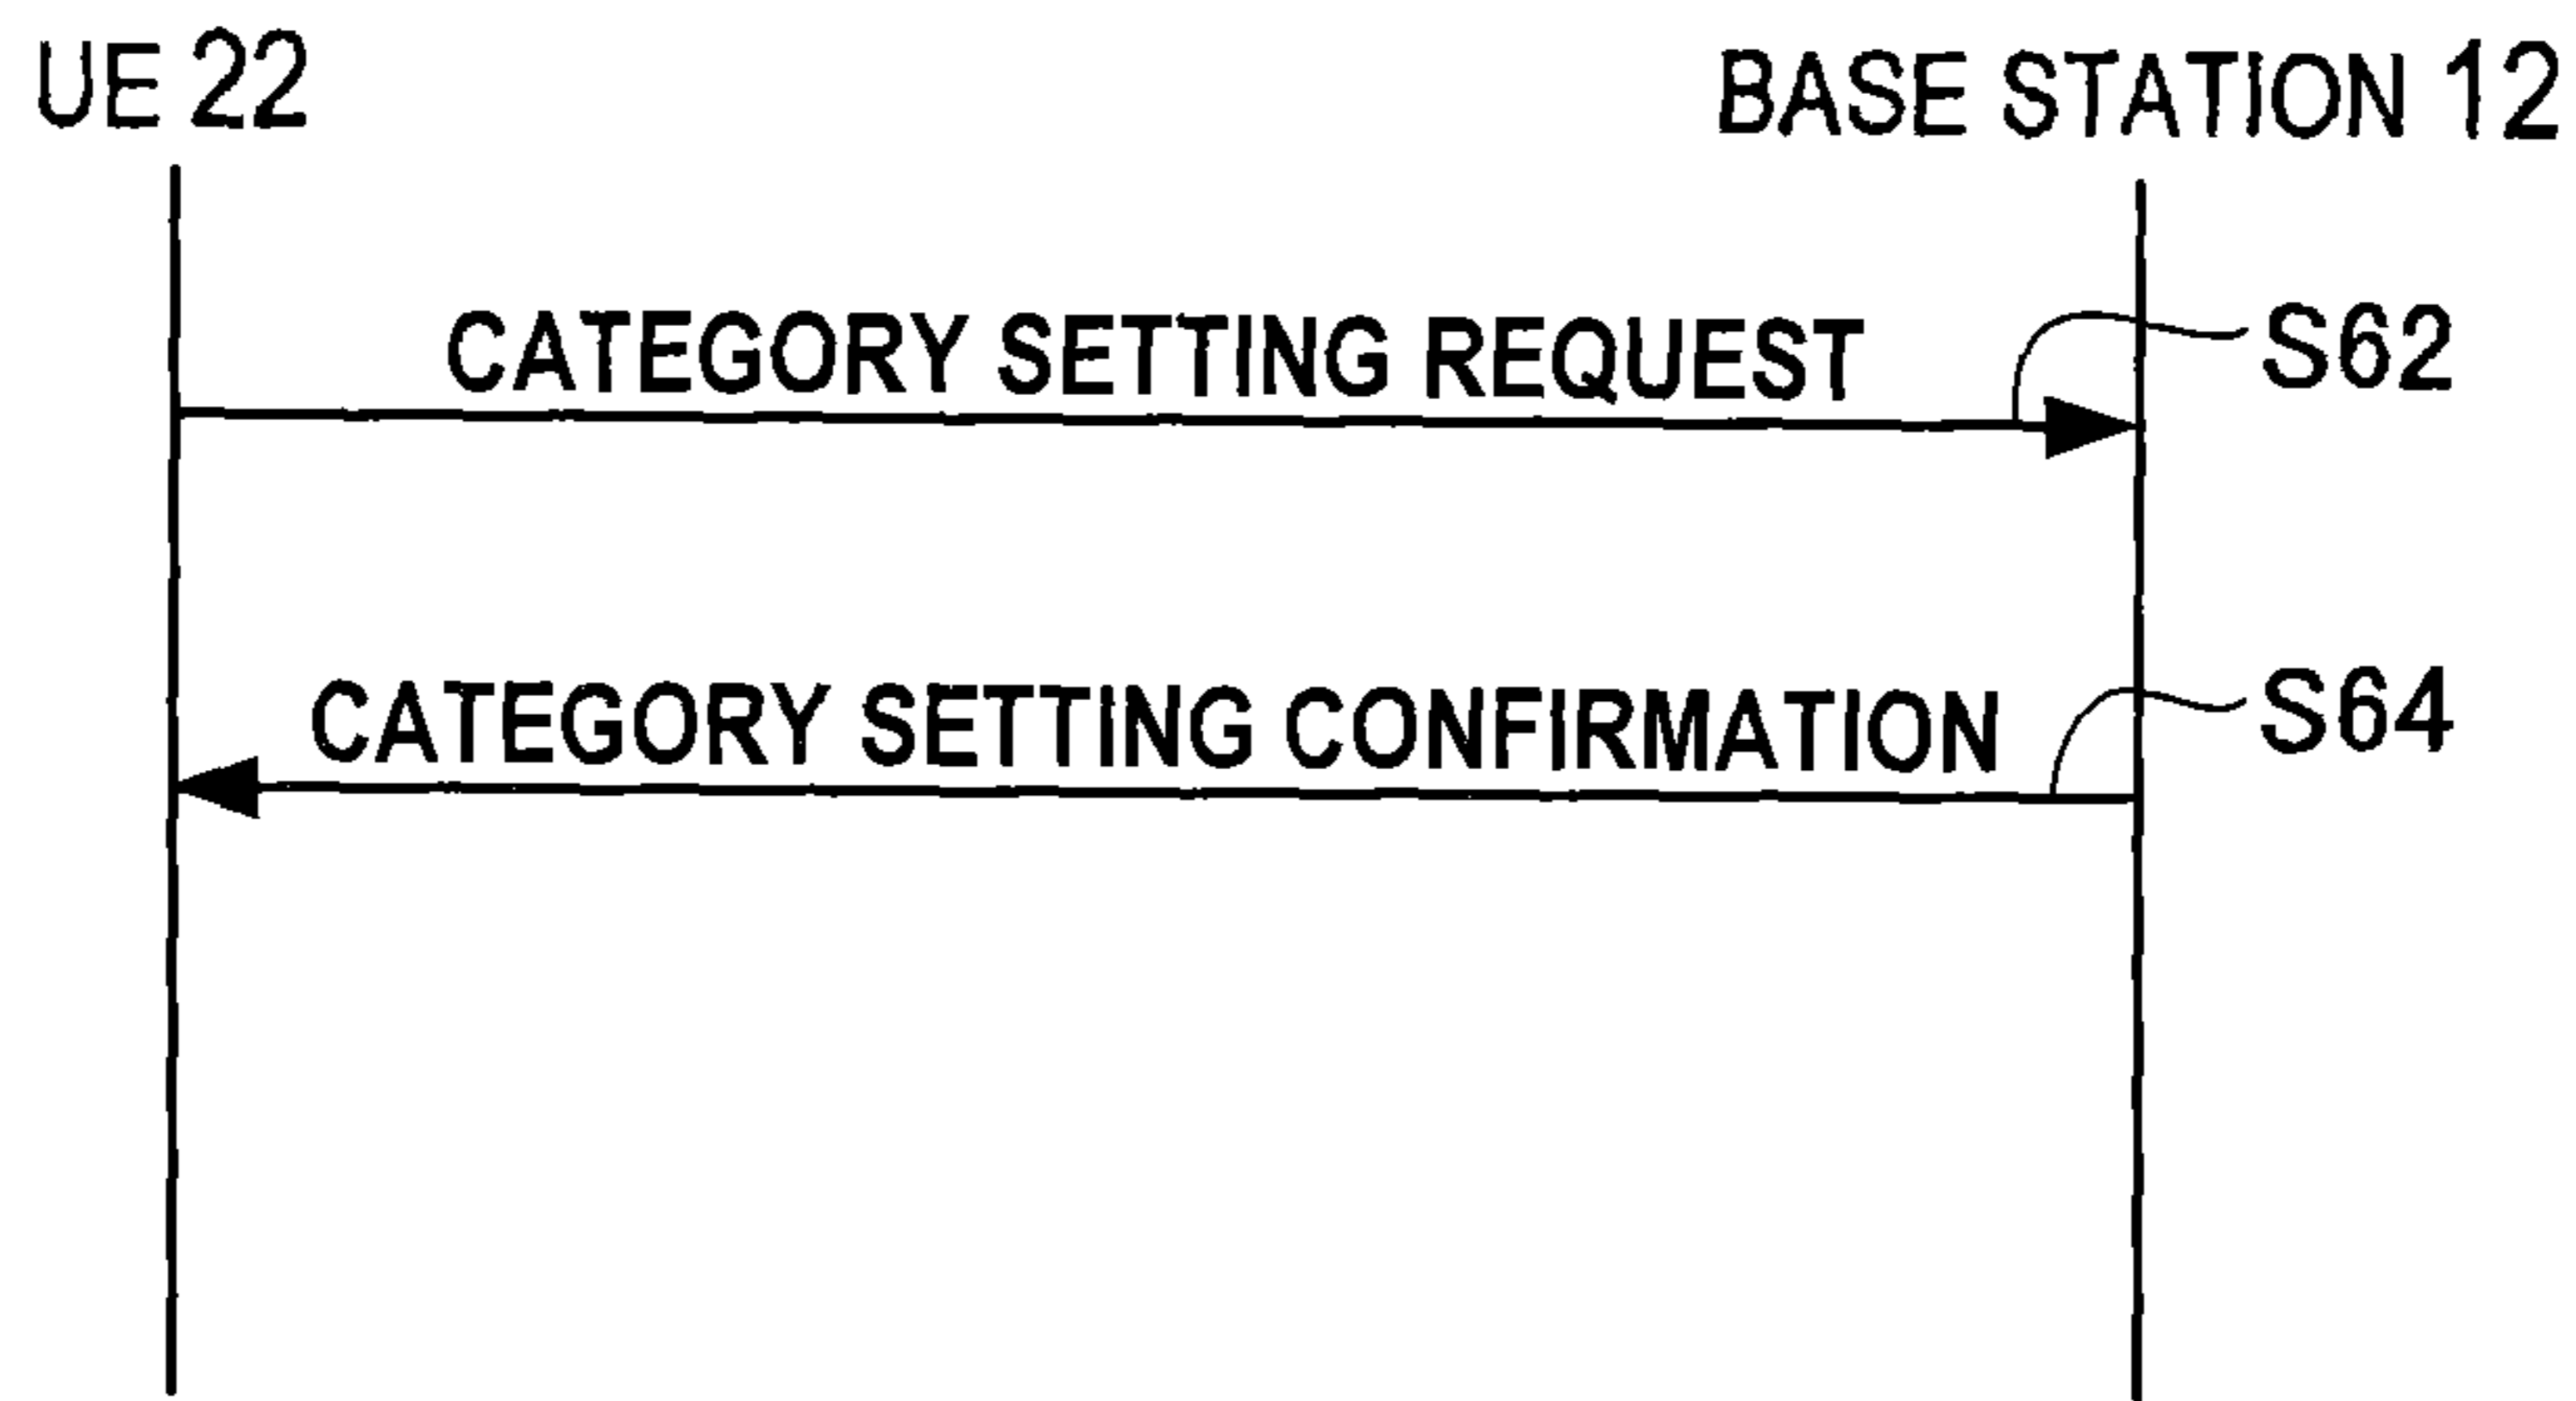 UE 22
BASE STATION 12
CATEGORY SETTING REQUEST
S62
CATEGORY SETTING CONFIRMATION
S64